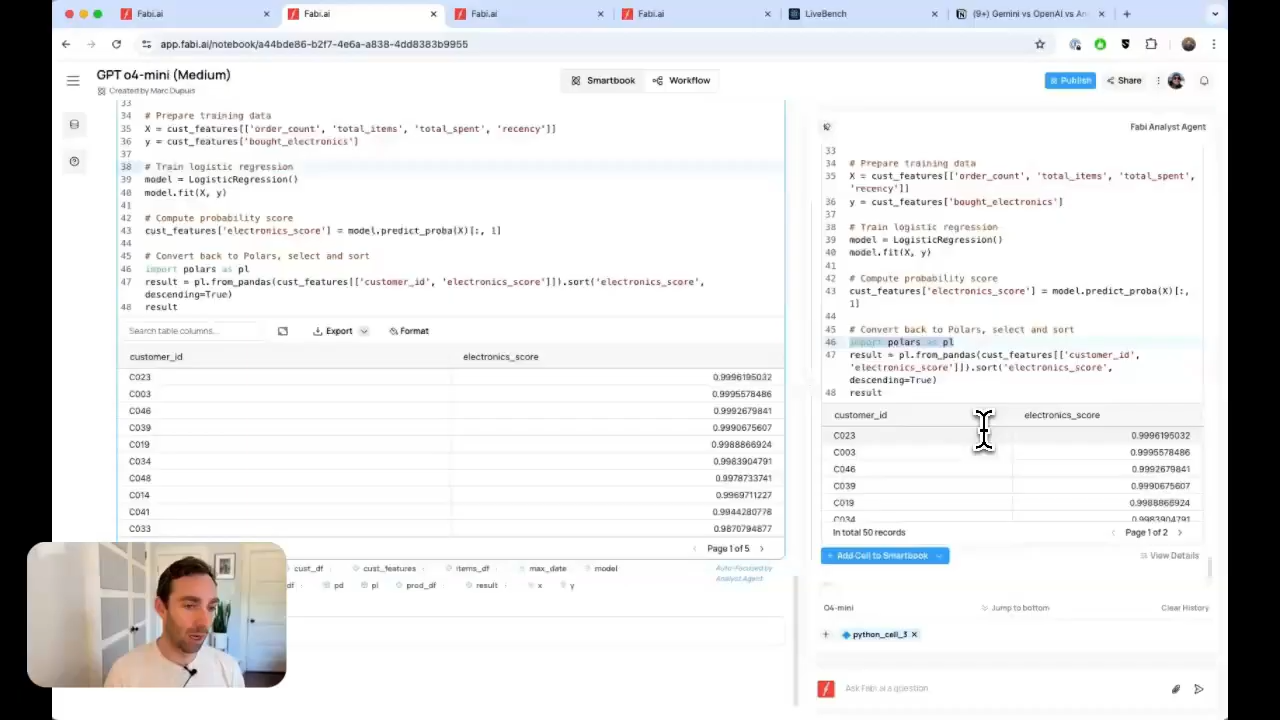 Fabi.ai
Fabi.ai
Fabi.ai
Fabi.ai
LiveBench
(9+) Gemini vs OpenAI vs An
app.fabi.ai/notebook/a44bde86-b2f7-4e6a-a838-4dd8383b9955
GPT o4-mini (Medium)
Created by Marc Dupuis
Smartbook
Workflow
Publish
Share
33
34 # Prepare training data
35 X = cust_features[['order_count', 'total_items', 'total_spent', 'recency']]
36 y = cust_features['bought_electronics']
37
38 # Train logistic regression
39 model = LogisticRegression()
40 model.fit(X, y)
41
42 # Compute probability score
43 cust_features['electronics_score'] = model.predict_proba(X)[:, 1]
44
45 # Convert back to Polars, select and sort
46 import polars as pl
47 result = pl.from_pandas(cust_features[['customer_id', 'electronics_score']]).sort('electronics_score',
descending=True)
48 result
Search table columns...
Export
Format
customer_id electronics_score
C023 0.9996195032
C003 0.9995578486
C046 0.9992679841
C039 0.9990675607
C019 0.9988866924
C034 0.9983904791
C048 0.9978733741
C014 0.9969711227
C041 0.9944280778
C033 0.9870794877
Page 1 of 5
cust_df cust_features items_df max_date model
df pd pl prod_df result x y
Auto-Focused by
Analyst Agent
Fabi Analyst Agent
33
34 # Prepare training data
35 X = cust_features[['order_count', 'total_items', 'total_spent',
'recency']]
36 y = cust_features['bought_electronics']
37
38 # Train logistic regression
39 model = LogisticRegression()
40 model.fit(X, y)
41
42 # Compute probability score
43 cust_features['electronics_score'] = model.predict_proba(X)[:,
1]
44
45 # Convert back to Polars, select and sort
46 import polars as pl
47 result = pl.from_pandas(cust_features[['customer_id',
'electronics_score']]).sort('electronics_score',
descending=True)
48 result
customer_id electronics_score
C023 0.9996195032
C003 0.9995578486
C046 0.9992679841
C039 0.9990675607
C019 0.9988866924
C034 0.9983904791
In total 50 records
Page 1 of 2
+ Add Cell to Smartbook
View Details
O4-mini
Jump to bottom
Clear History
+ python_cell_3
Ask Fabi ai a question